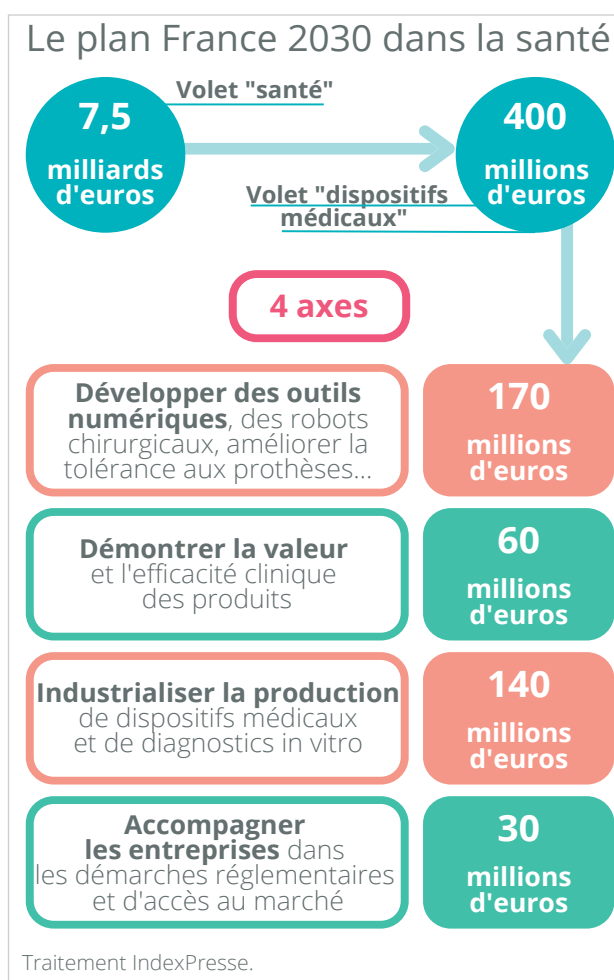 Le plan France 2030 dans la santé
Volet "santé"
7,5
milliards
d'euros
400
millions
d'euros
Volet "dispositifs
médicaux"
4 axes
Développer des outils
numériques, des robots
chirurgicaux, améliorer la
tolérance aux prothèses...
170
millions
d'euros
Démontrer la valeur
et l'efficacité clinique
des produits
60
millions
d'euros
Industrialiser la production
de dispositifs médicaux
et de diagnostics in vitro
140
millions
d'euros
Accompagner
les entreprises dans
les démarches réglementaires
et d'accès au marché
30
millions
d'euros
Traitement IndexPresse.